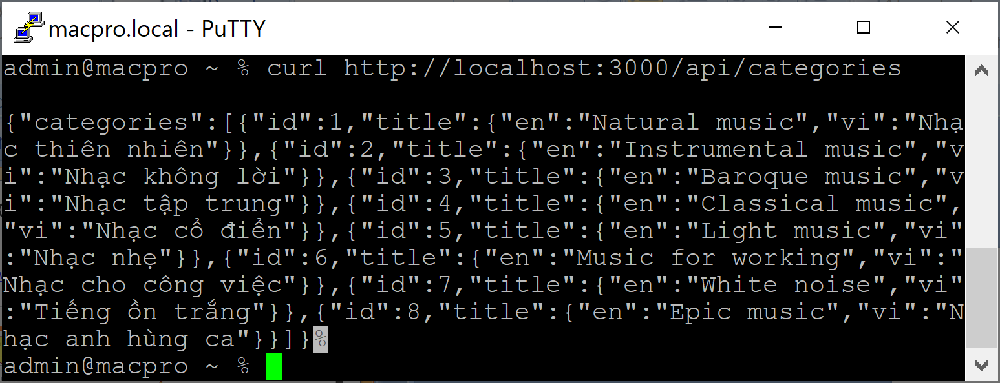 macpro.local - PuTTY
admin@macpro ~ % curl http://localhost:3000/api/categories
{"categories":[{"id":1,"title":{"en":"Natural music","vi":"Nhạ
c thiên nhiên"}},{"id":2,"title":{"en":"Instrumental music","v
i":"Nhạc không lời"}},{"id":3,"title":{"en":"Baroque music","v
i":"Nhạc tập trung"}},{"id":4,"title":{"en":"Classical music",
"vi":"Nhạc cổ điển"}},{"id":5,"title":{"en":"Light music","vi"
:"Nhạc nhẹ"}},{"id":6,"title":{"en":"Music for working","vi":"
Nhạc cho công việc"}},{"id":7,"title":{"en":"White noise","vi"
:"Tiếng ồn trắng"}},{"id":8,"title":{"en":"Epic music","vi":"N
hạc anh hùng ca"}}]}%
admin@macpro ~ %